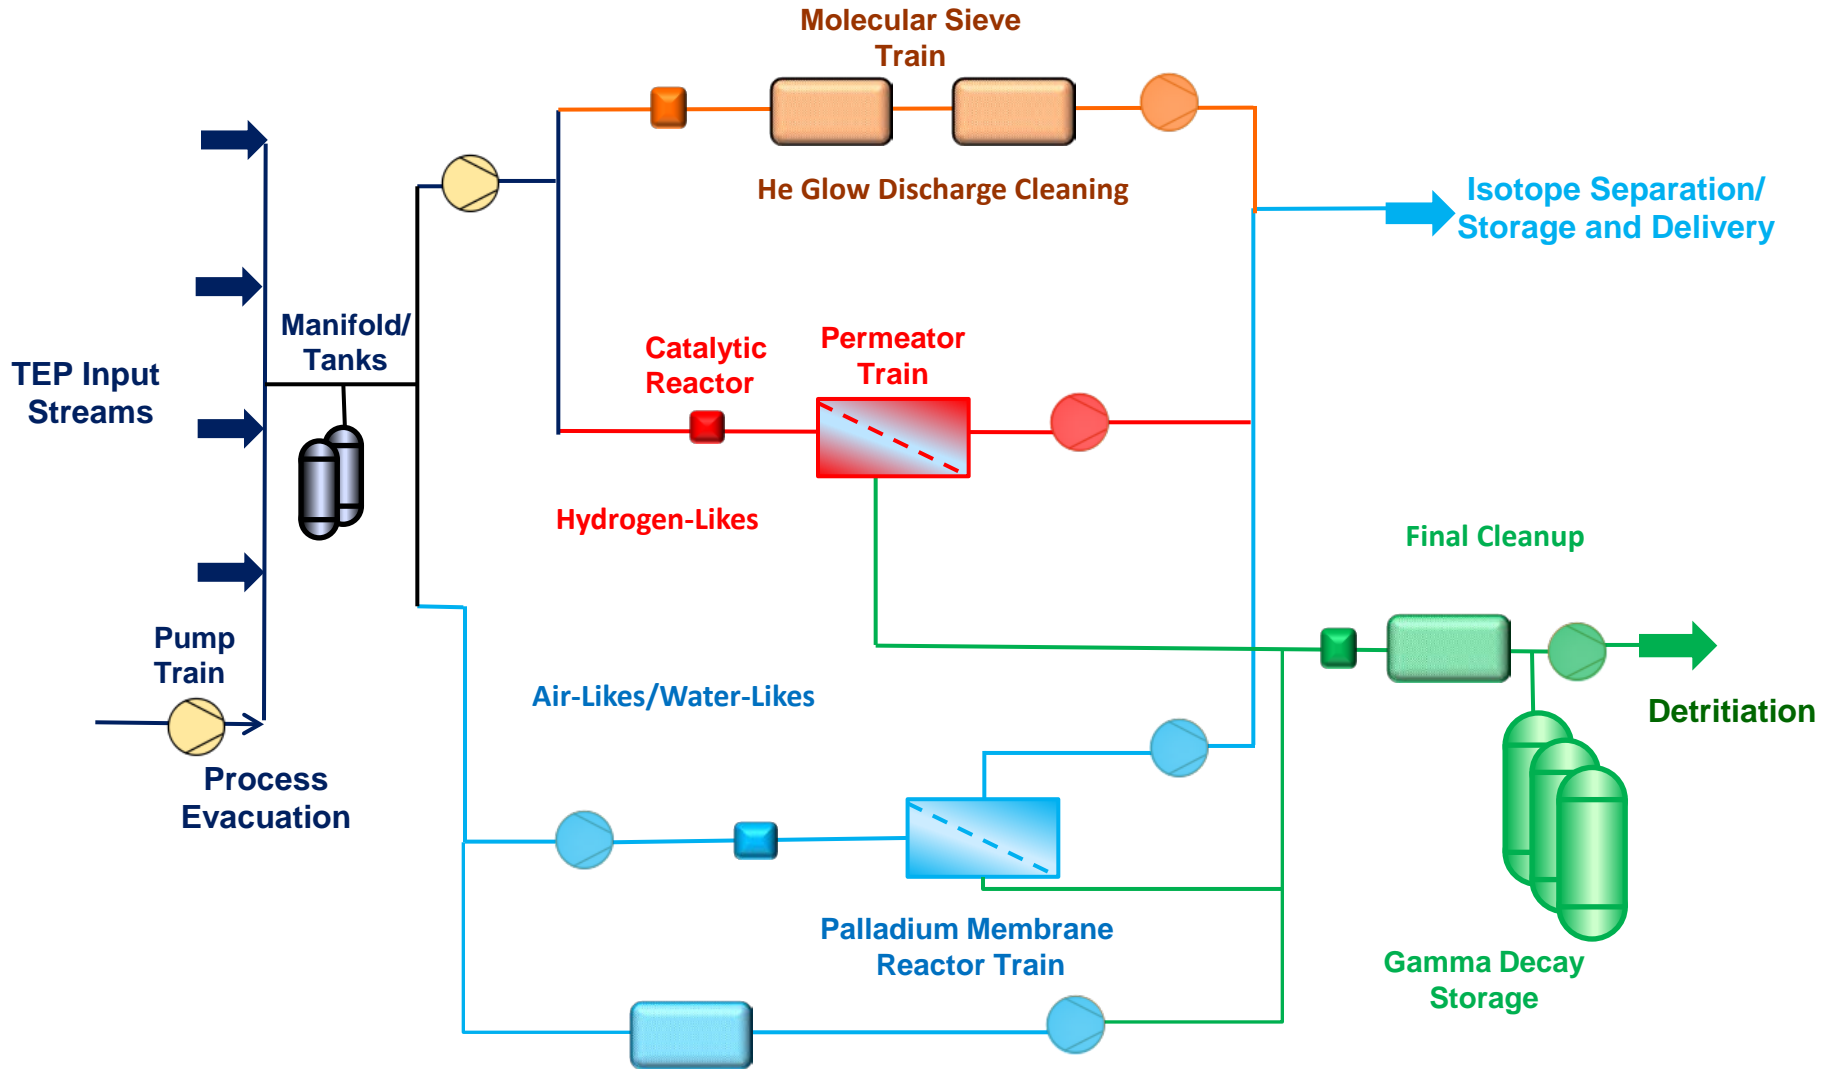 Molecular Sieve
Train
He Glow Discharge Cleaning
Isotope Separation/
Storage and Delivery
Manifold/
Tanks
Catalytic
Reactor
Permeator
Train
TEP Input
Streams
Hydrogen-Likes
Final Cleanup
Pump
Train
Air-Likes/Water-Likes
Detritiation
Process
Evacuation
Palladium Membrane
Reactor Train
Gamma Decay
Storage